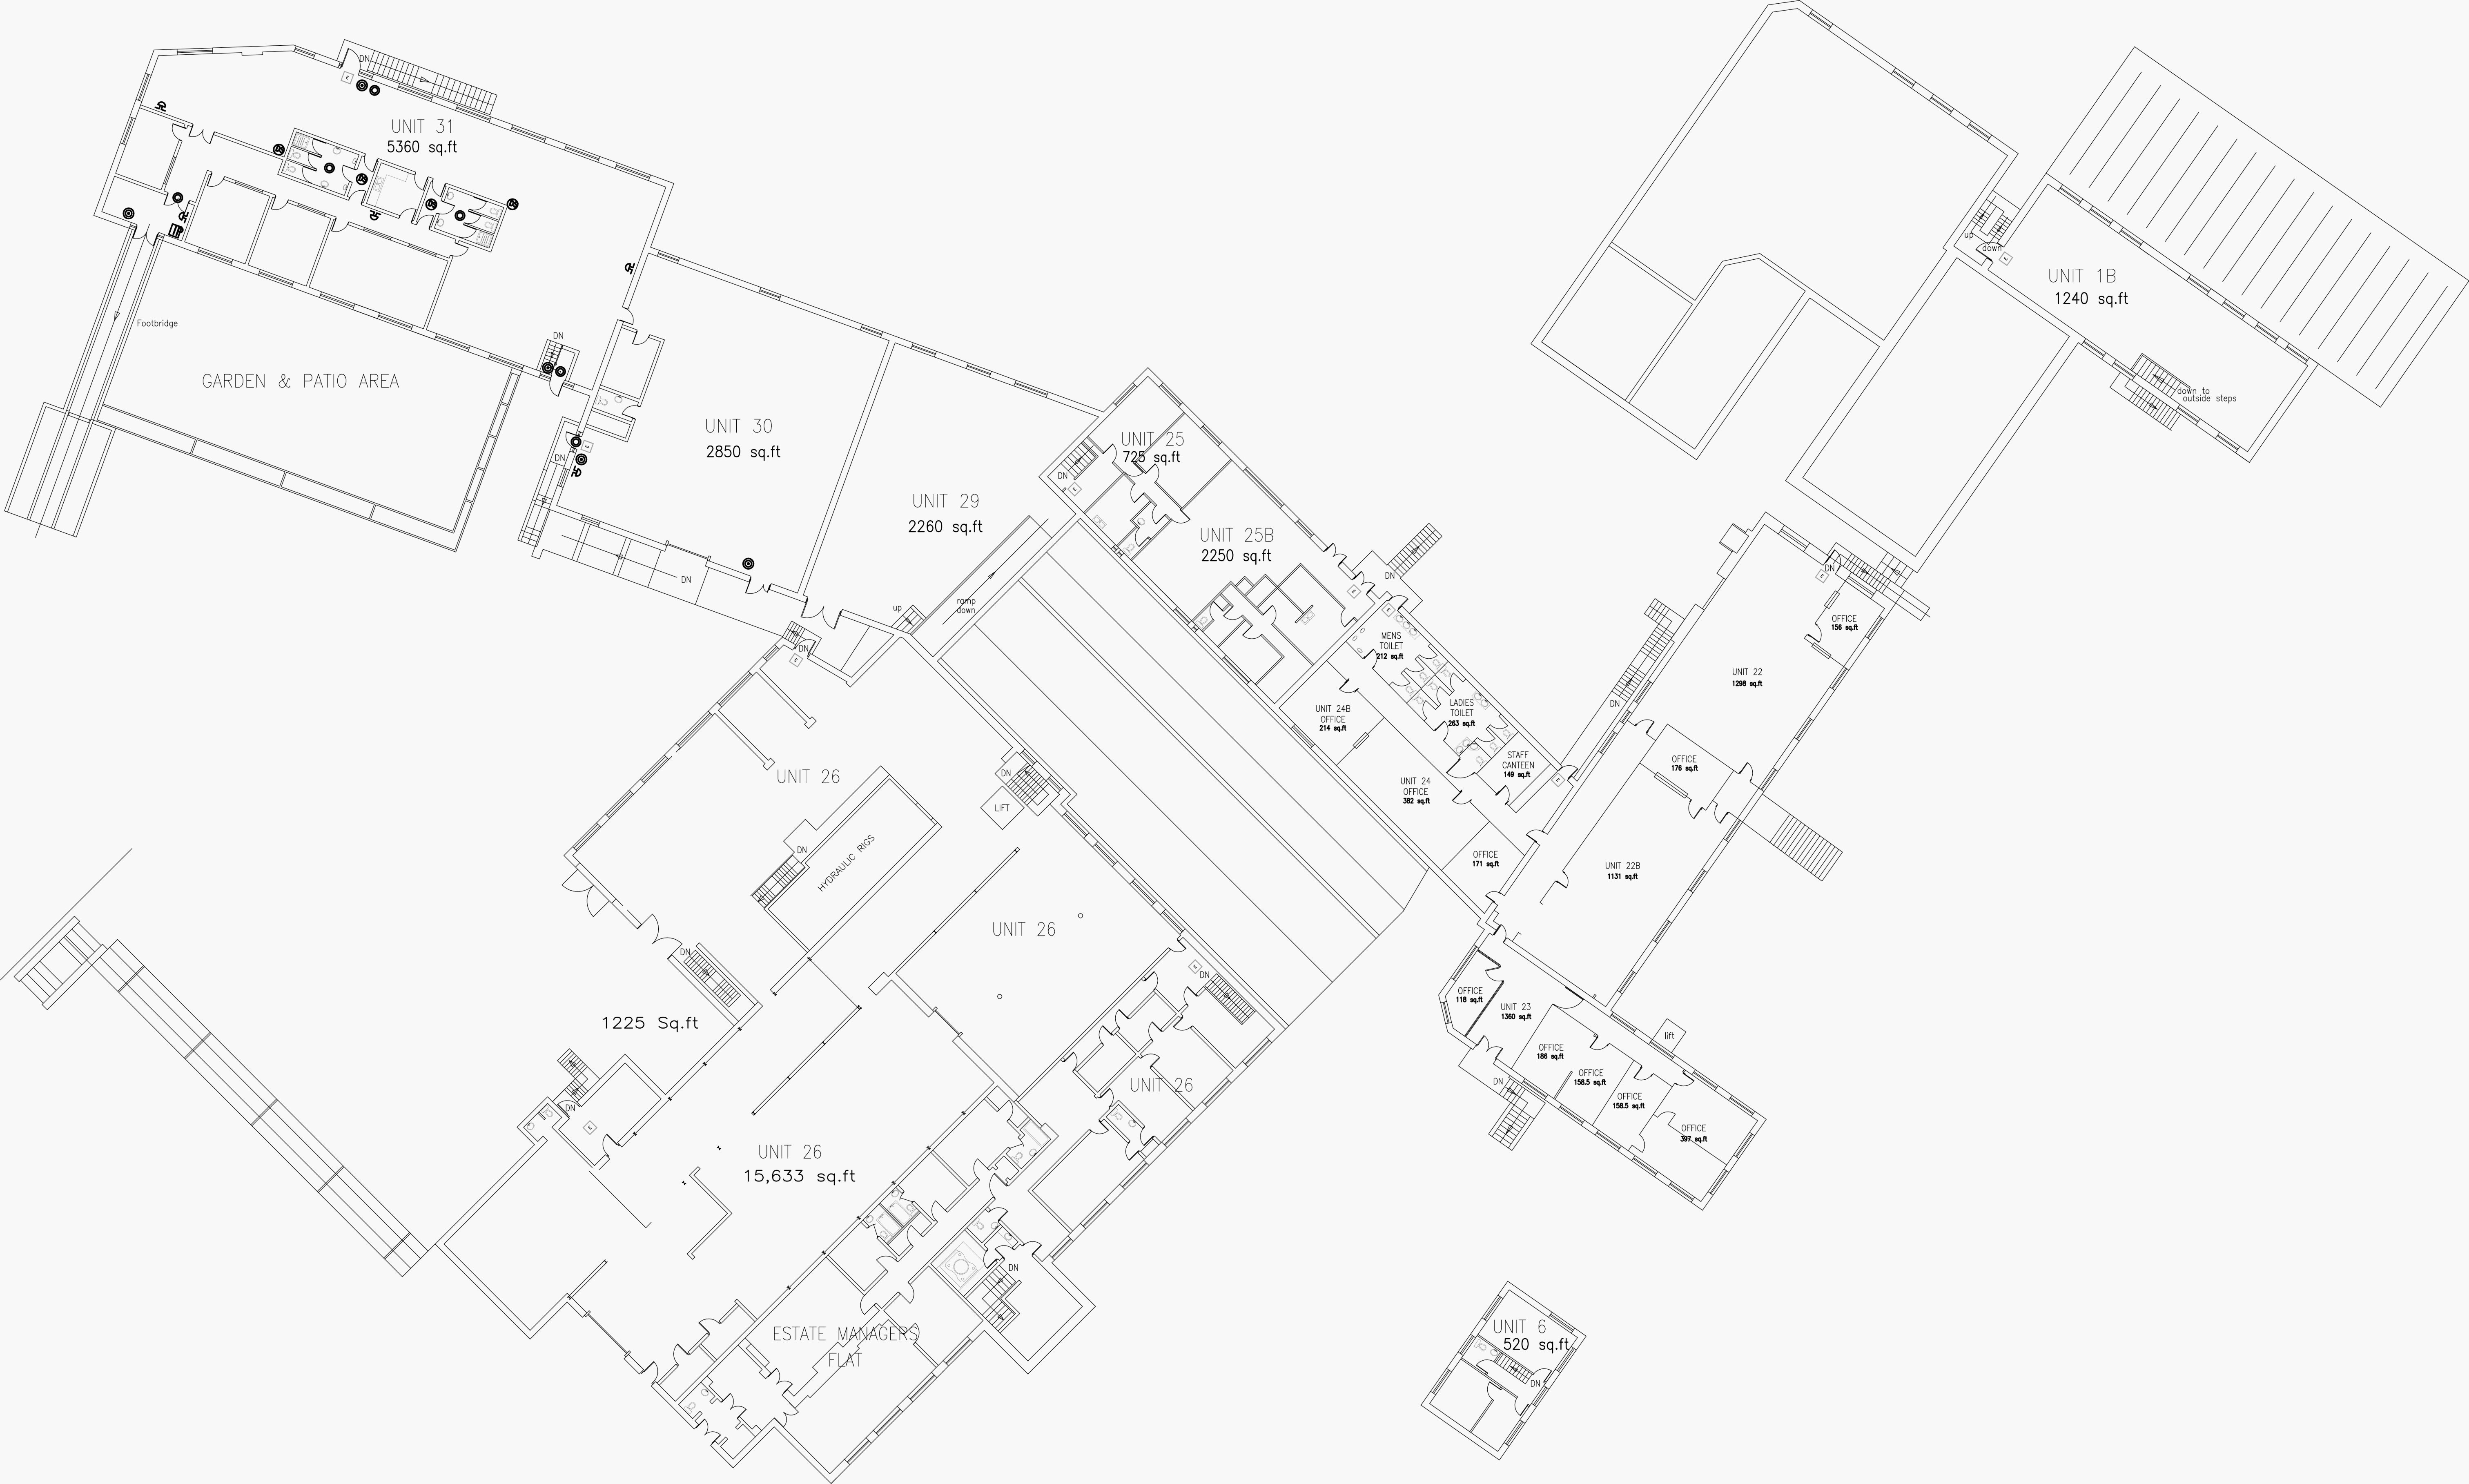 DN
UNIT 31
5360 sq.ft
Footbridge
GARDEN & PATIO AREA
DN
DN
UNIT 30
2850 sq.ft
DN
UNIT 29
2260 sq.ft
up
ramp
down
UNIT 25
725 sq.ft
DN
UNIT 25B
2250 sq.ft
DN
up
down
UNIT 1B
1240 sq.ft
down to
outside steps
MENS
TOILET
212 sq.ft
LADIES
TOILET
263 sq.ft
UNIT 24B
OFFICE
214 sq.ft
STAFF
CANTEEN
149 sq.ft
UNIT 24
OFFICE
382 sq.ft
OFFICE
171 sq.ft
DN
DN
OFFICE
156 sq.ft
UNIT 22
1298 sq.ft
OFFICE
176 sq.ft
UNIT 22B
1131 sq.ft
OFFICE
118 sq.ft
UNIT 23
1360 sq.ft
OFFICE
186 sq.ft
OFFICE
158.5 sq.ft
OFFICE
158.5 sq.ft
OFFICE
397 sq.ft
lift
DN
DN
UNIT 26
DN
LIFT
DN
HYDRAULIC RIGS
UNIT 26
DN
DN
1225 Sq.ft
UNIT 26
DN
UNIT 26
15,633 sq.ft
DN
ESTATE MANAGERS
FLAT
UNIT 6
520 sq.ft
DN